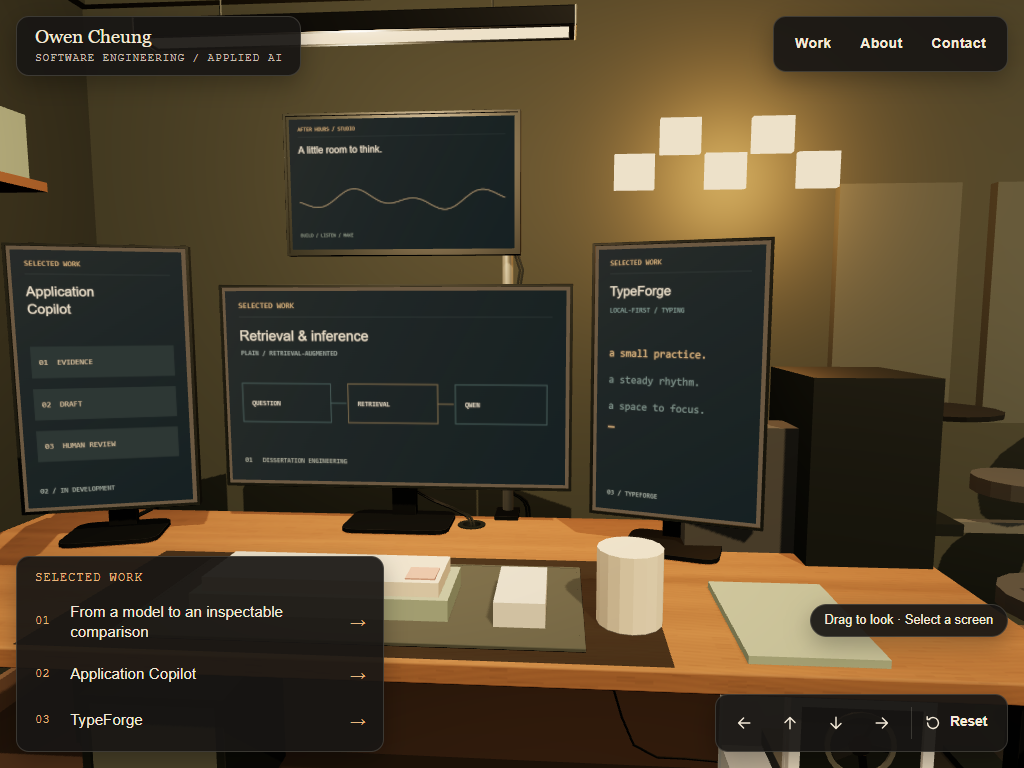 Owen Cheung
SOFTWARE ENGINEERING / APPLIED AI
Work
About
Contact
AFTER HOURS / STUDIO
A little room to think.
BUILD / LISTEN / MAKE
SELECTED WORK
Application
Copilot
01 EVIDENCE
02 DRAFT
03 HUMAN REVIEW
02 / IN DEVELOPMENT
SELECTED WORK
Retrieval & inference
PLAIN / RETRIEVAL-AUGMENTED
QUESTION
RETRIEVAL
QWEN
01 DISSERTATION ENGINEERING
SELECTED WORK
TypeForge
LOCAL-FIRST / TYPING
a small practice.
a steady rhythm.
a space to focus.
03 / TYPEFORGE
SELECTED WORK
01 From a model to an inspectable
comparison →
02 Application Copilot →
03 TypeForge →
Drag to look · Select a screen
← ↑ ↓ → Reset